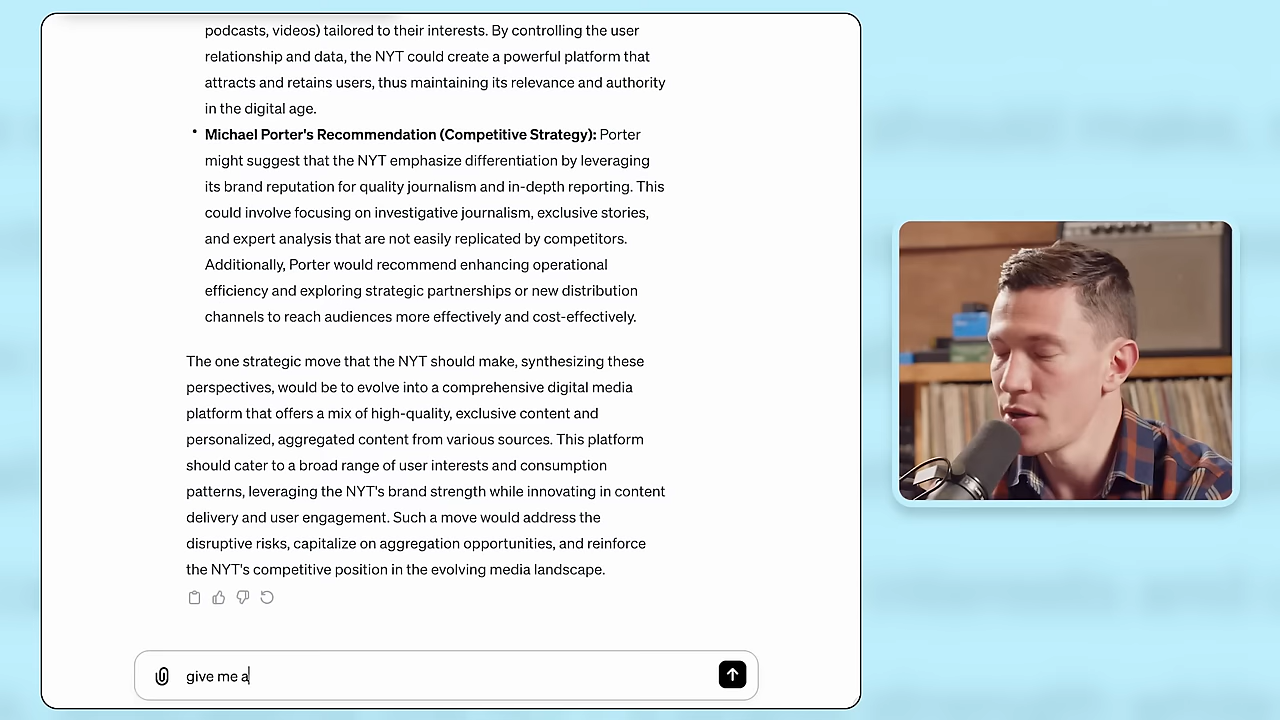 podcasts, videos) tailored to their interests. By controlling the user
relationship and data, the NYT could create a powerful platform that
attracts and retains users, thus maintaining its relevance and authority
in the digital age.
• Michael Porter's Recommendation (Competitive Strategy): Porter
might suggest that the NYT emphasize differentiation by leveraging
its brand reputation for quality journalism and in-depth reporting. This
could involve focusing on investigative journalism, exclusive stories,
and expert analysis that are not easily replicated by competitors.
Additionally, Porter would recommend enhancing operational
efficiency and exploring strategic partnerships or new distribution
channels to reach audiences more effectively and cost-effectively.
The one strategic move that the NYT should make, synthesizing these
perspectives, would be to evolve into a comprehensive digital media
platform that offers a mix of high-quality, exclusive content and
personalized, aggregated content from various sources. This platform
should cater to a broad range of user interests and consumption
patterns, leveraging the NYT's brand strength while innovating in content
delivery and user engagement. Such a move would address the
disruptive risks, capitalize on aggregation opportunities, and reinforce
the NYT's competitive position in the evolving media landscape.
give me a